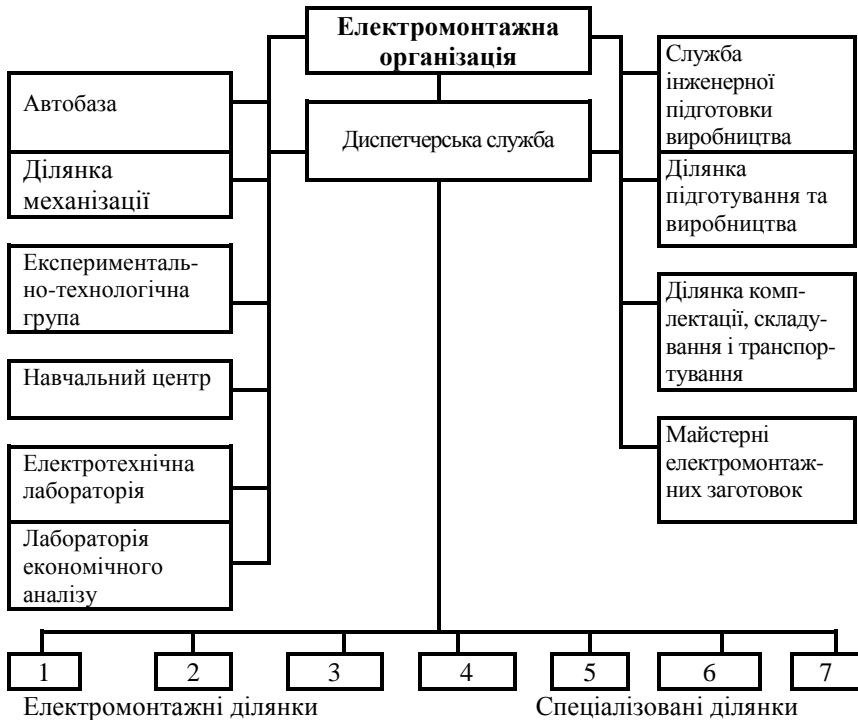 Електромонтажна
організація
Диспетчерська служба
Автобаза
Ділянка
механізації
Експерименталь-
но-технологічна
група
Навчальний центр
Електротехнічна
лабораторія
Лабораторія
економічного
аналізу
Служба
інженерної
підготовки
виробництва
Ділянка
підготування та
виробництва
Ділянка комп-
лектації, складу-
вання і транспор-
тування
Майстерні
електромонтаж-
них заготовок
1 2 3 4 5 6 7
Електромонтажні ділянки Спеціалізовані ділянки